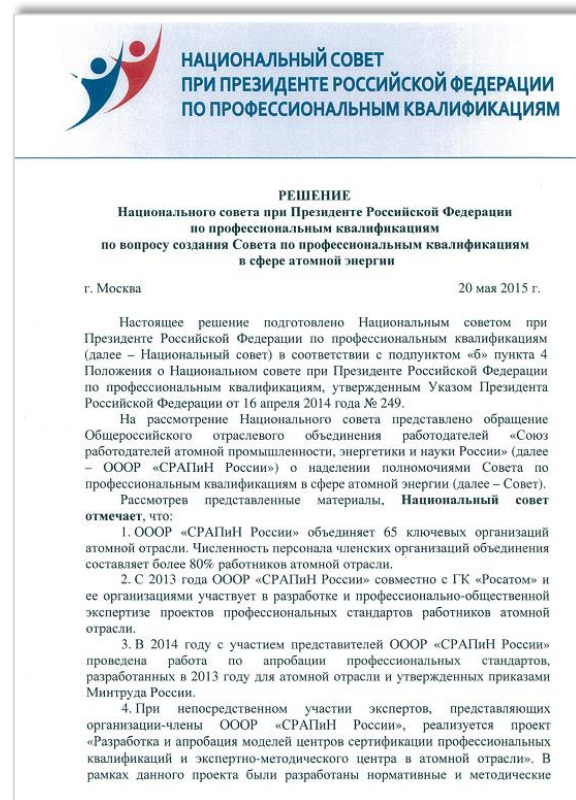 НАЦИОНАЛЬНЫЙ СОВЕТ
ПРИ ПРЕЗИДЕНТЕ РОССИЙСКОЙ ФЕДЕРАЦИИ
ПО ПРОФЕССИОНАЛЬНЫМ КВАЛИФИКАЦИЯМ
РЕШЕНИЕ
Национального совета при Президенте Российской Федерации
по профессиональным квалификациям
по вопросу создания Совета по профессиональным квалификациям
в сфере атомной энергии
г. Москва 20 мая 2015 г.
Настоящее решение подготовлено Национальным советом при
Президенте Российской Федерации по профессиональным квалификациям
(далее – Национальный совет) в соответствии с подпунктом «б» пункта 4
Положения о Национальном совете при Президенте Российской Федерации
по профессиональным квалификациям, утвержденным Указом Президента
Российской Федерации от 16 апреля 2014 года № 249.
На рассмотрение Национального совета представлено обращение
Общероссийского отраслевого объединения работодателей «Союз
работодателей атомной промышленности, энергетики и науки России» (далее
– ОООР «СРАПиН России») о наделении полномочиями Совета по
профессиональным квалификациям в сфере атомной энергии (далее – Совет).
Рассмотрев представленные материалы, Национальный совет
отмечает, что:
1. ОООР «СРАПиН России» объединяет 65 ключевых организаций
атомной отрасли. Численность персонала членских организаций объединения
составляет более 80% работников атомной отрасли.
2. С 2013 года ОООР «СРАПиН России» совместно с ГК «Росатом» и
ее организациями участвует в разработке и профессионально-общественной
экспертизе проектов профессиональных стандартов работников атомной
отрасли.
3. В 2014 году с участием представителей ОООР «СРАПиН России»
проведена работа по апробации профессиональных стандартов,
разработанных в 2013 году для атомной отрасли и утвержденных приказами
Минтруда России.
4. При непосредственном участии экспертов, представляющих
организации-члены ОООР «СРАПиН России», реализуется проект
«Разработка и апробация моделей центров сертификации профессиональных
квалификаций и экспертно-методического центра в атомной отрасли». В
рамках данного проекта были разработаны нормативные и методические